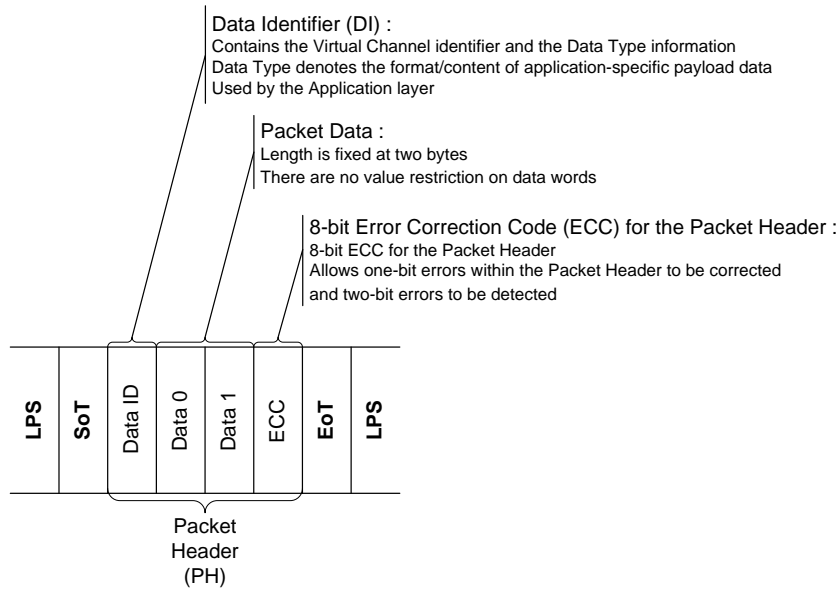 Data Identifier (DI) :
Contains the Virtual Channel identifier and the Data Type information
Data Type denotes the format/content of application-specific payload data
Used by the Application layer
Packet Data :
Length is fixed at two bytes
There are no value restriction on data words
8-bit Error Correction Code (ECC) for the Packet Header :
8-bit ECC for the Packet Header
Allows one-bit errors within the Packet Header to be corrected
and two-bit errors to be detected
LPS
SoT
Data ID
Data 0
Data 1
ECC
EoT
LPS
Packet
Header
(PH)